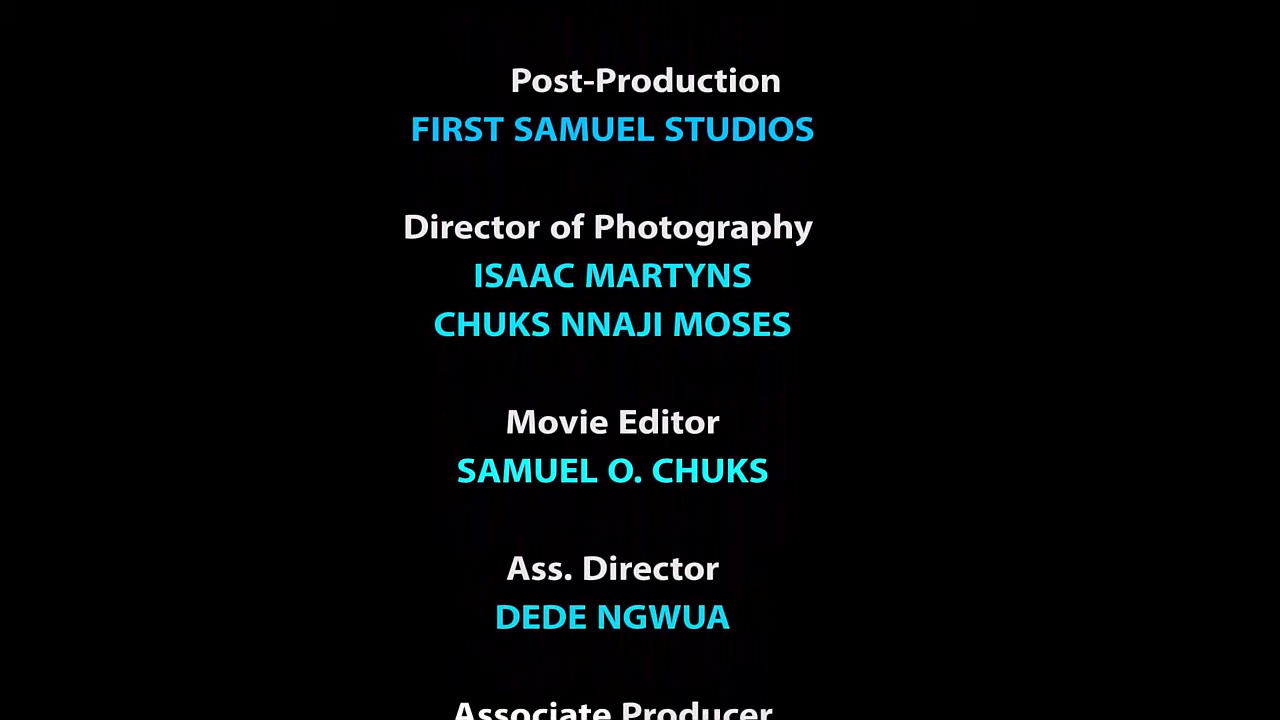 Post-Production
FIRST SAMUEL STUDIOS
Director of Photography
ISAAC MARTYNS
CHUKS NNAJI MOSES
Movie Editor
SAMUEL O. CHUKS
Ass. Director
DEDE NGWUA
Associate Producer